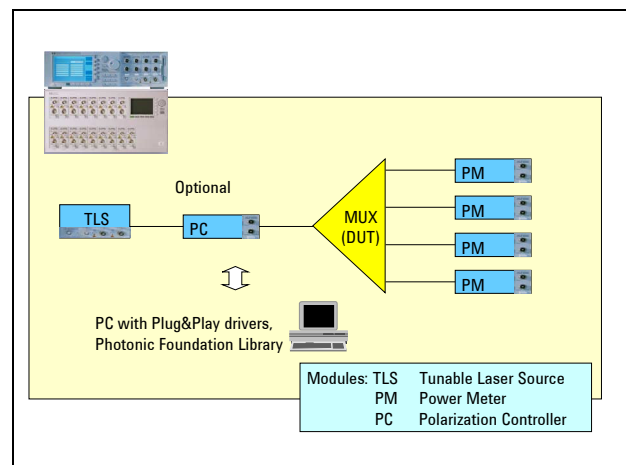 Optional
TLS
PC
MUX
(DUT)
PM
PM
PM
PM
PC with Plug&Play drivers,
Photonic Foundation Library
Modules: TLS Tunable Laser Source
PM Power Meter
PC Polarization Controller